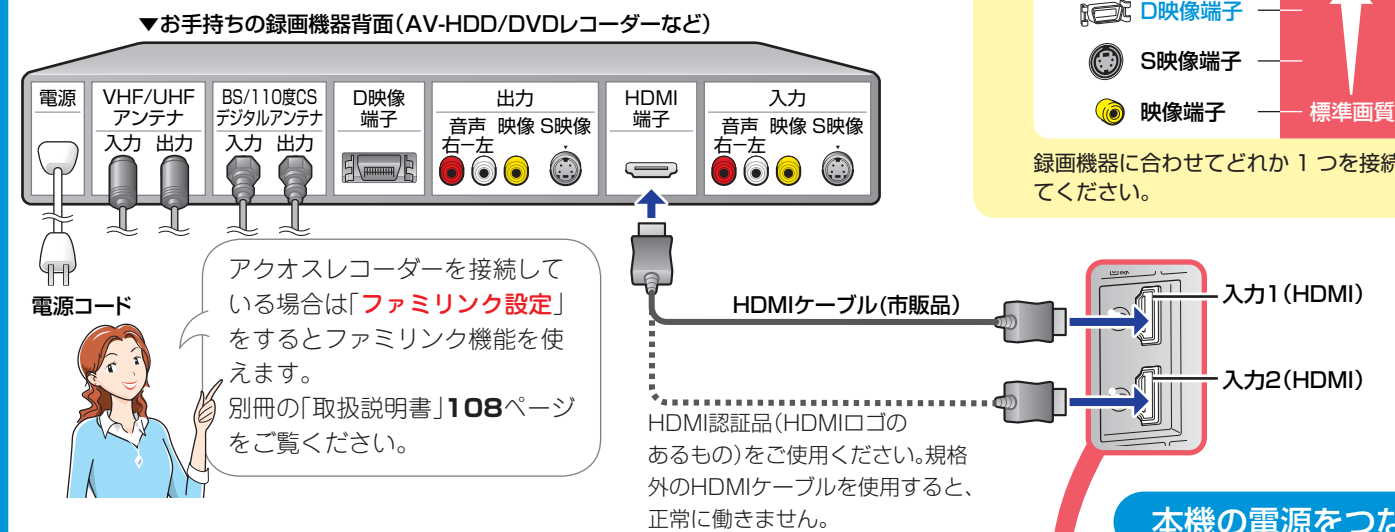 ▼お手持ちの録画機器背面（AV-HDD/DVDレコーダーなど）
電源
VHF/UHF
アンテナ
入力 出力
BS/110度CS
デジタルアンテナ
入力 出力
D映像
端子
出力
音声 映像 S映像
右ー左
HDMI
端子
入力
音声 映像 S映像
右ー左
電源コード
アクオスレコーダーを接続して
いる場合は「ファミリンク設定」
をするとファミリンク機能を使
えます。
別冊の「取扱説明書」108ページ
をご覧ください。
HDMIケーブル（市販品）
HDMI認証品（HDMIロゴの
あるもの）をご使用ください。規格
外のHDMIケーブルを使用すると、
正常に働きません。
D映像端子
S映像端子
映像端子
標準画質
録画機器に合わせてどれか 1 つを接続
てください。
入力1（HDMI）
入力2（HDMI）
本機の電源をつ